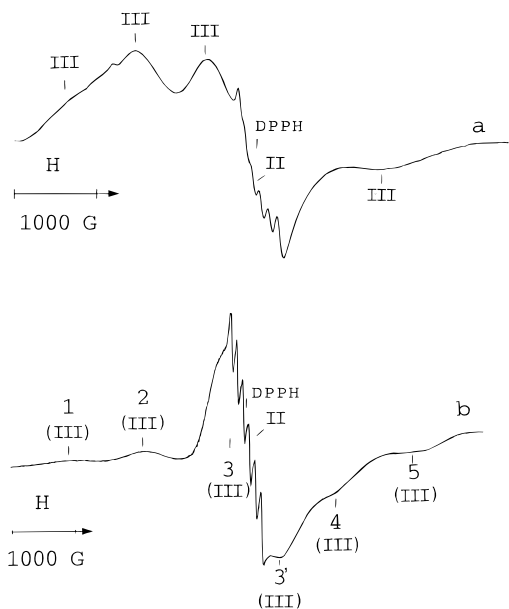 III
III
III
DPPH
II
a
H
1000 G
III
1
(III)
2
(III)
DPPH
II
b
3
(III)
H
1000 G
4
(III)
5
(III)
3'
(III)